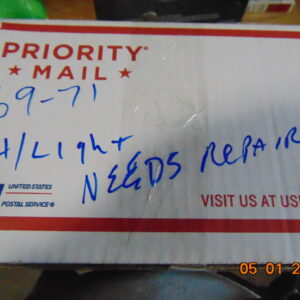 PRIORITY®
★ MAIL ★
69-71
H/Light
NEEDS REPAIR
UNITED STATES
POSTAL SERVICE®
VISIT US AT US
05 01 2